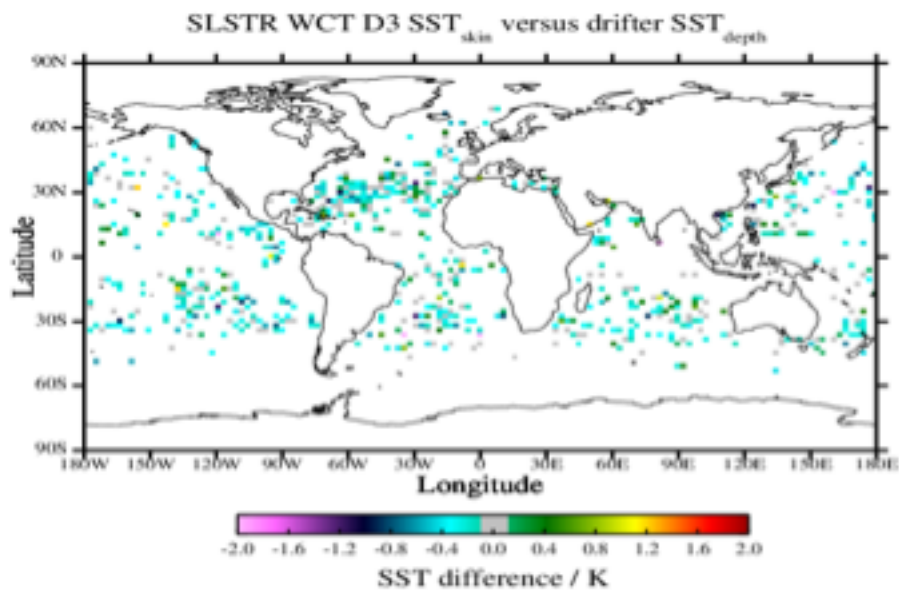 SLSTR WCT D3 SST skin versus drifter SST depth
90N
60N
30N
0
30S
60S
90S
Latitude
180W 150W 120W 90W 60W 30W 0 30E 60E 90E 120E 150E 180E
Longitude
-2.0 -1.6 -1.2 -0.8 -0.4 0.0 0.4 0.8 1.2 1.6 2.0
SST difference / K